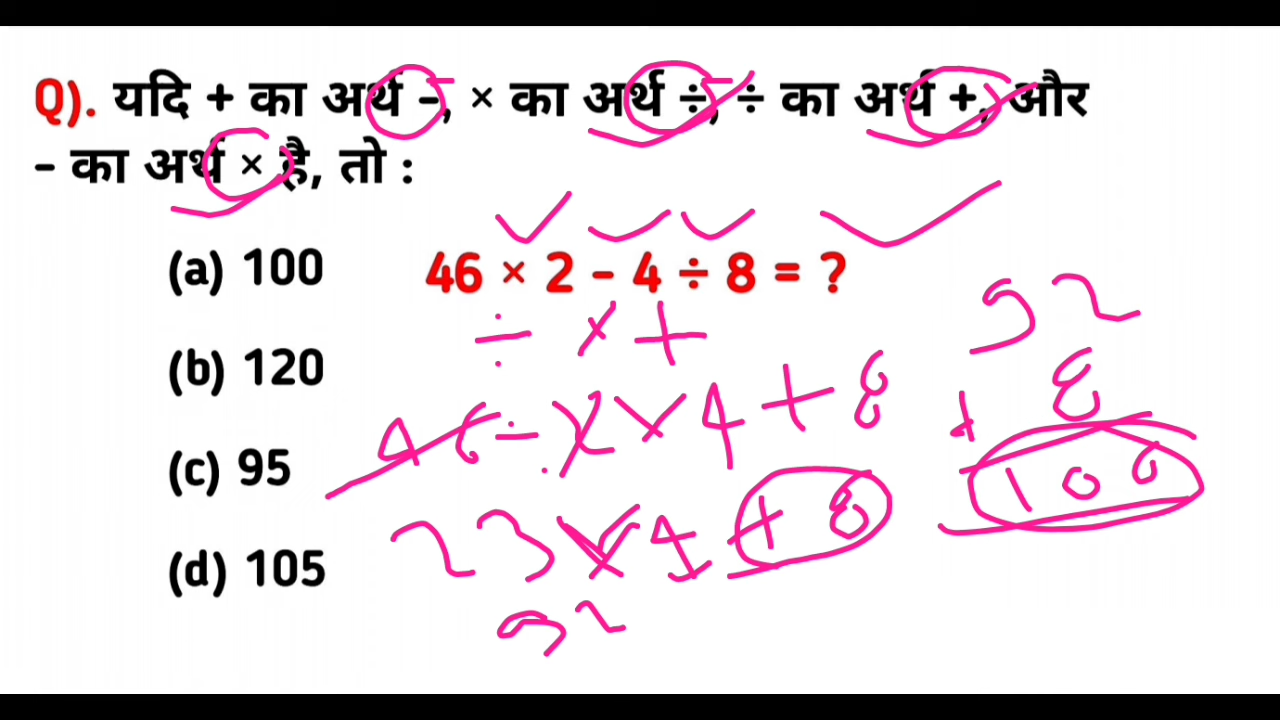 Q). यदि + का अर्थ -, × का अर्थ ÷, ÷ का अर्थ +, और
- का अर्थ × है, तो :
(a) 100
46 × 2 - 4 ÷ 8 = ?
÷ × +
(b) 120
46 ÷ 2 × 4 + 8
(c) 95
23 × 4 + 8
(d) 105
92
92
+ 8
100